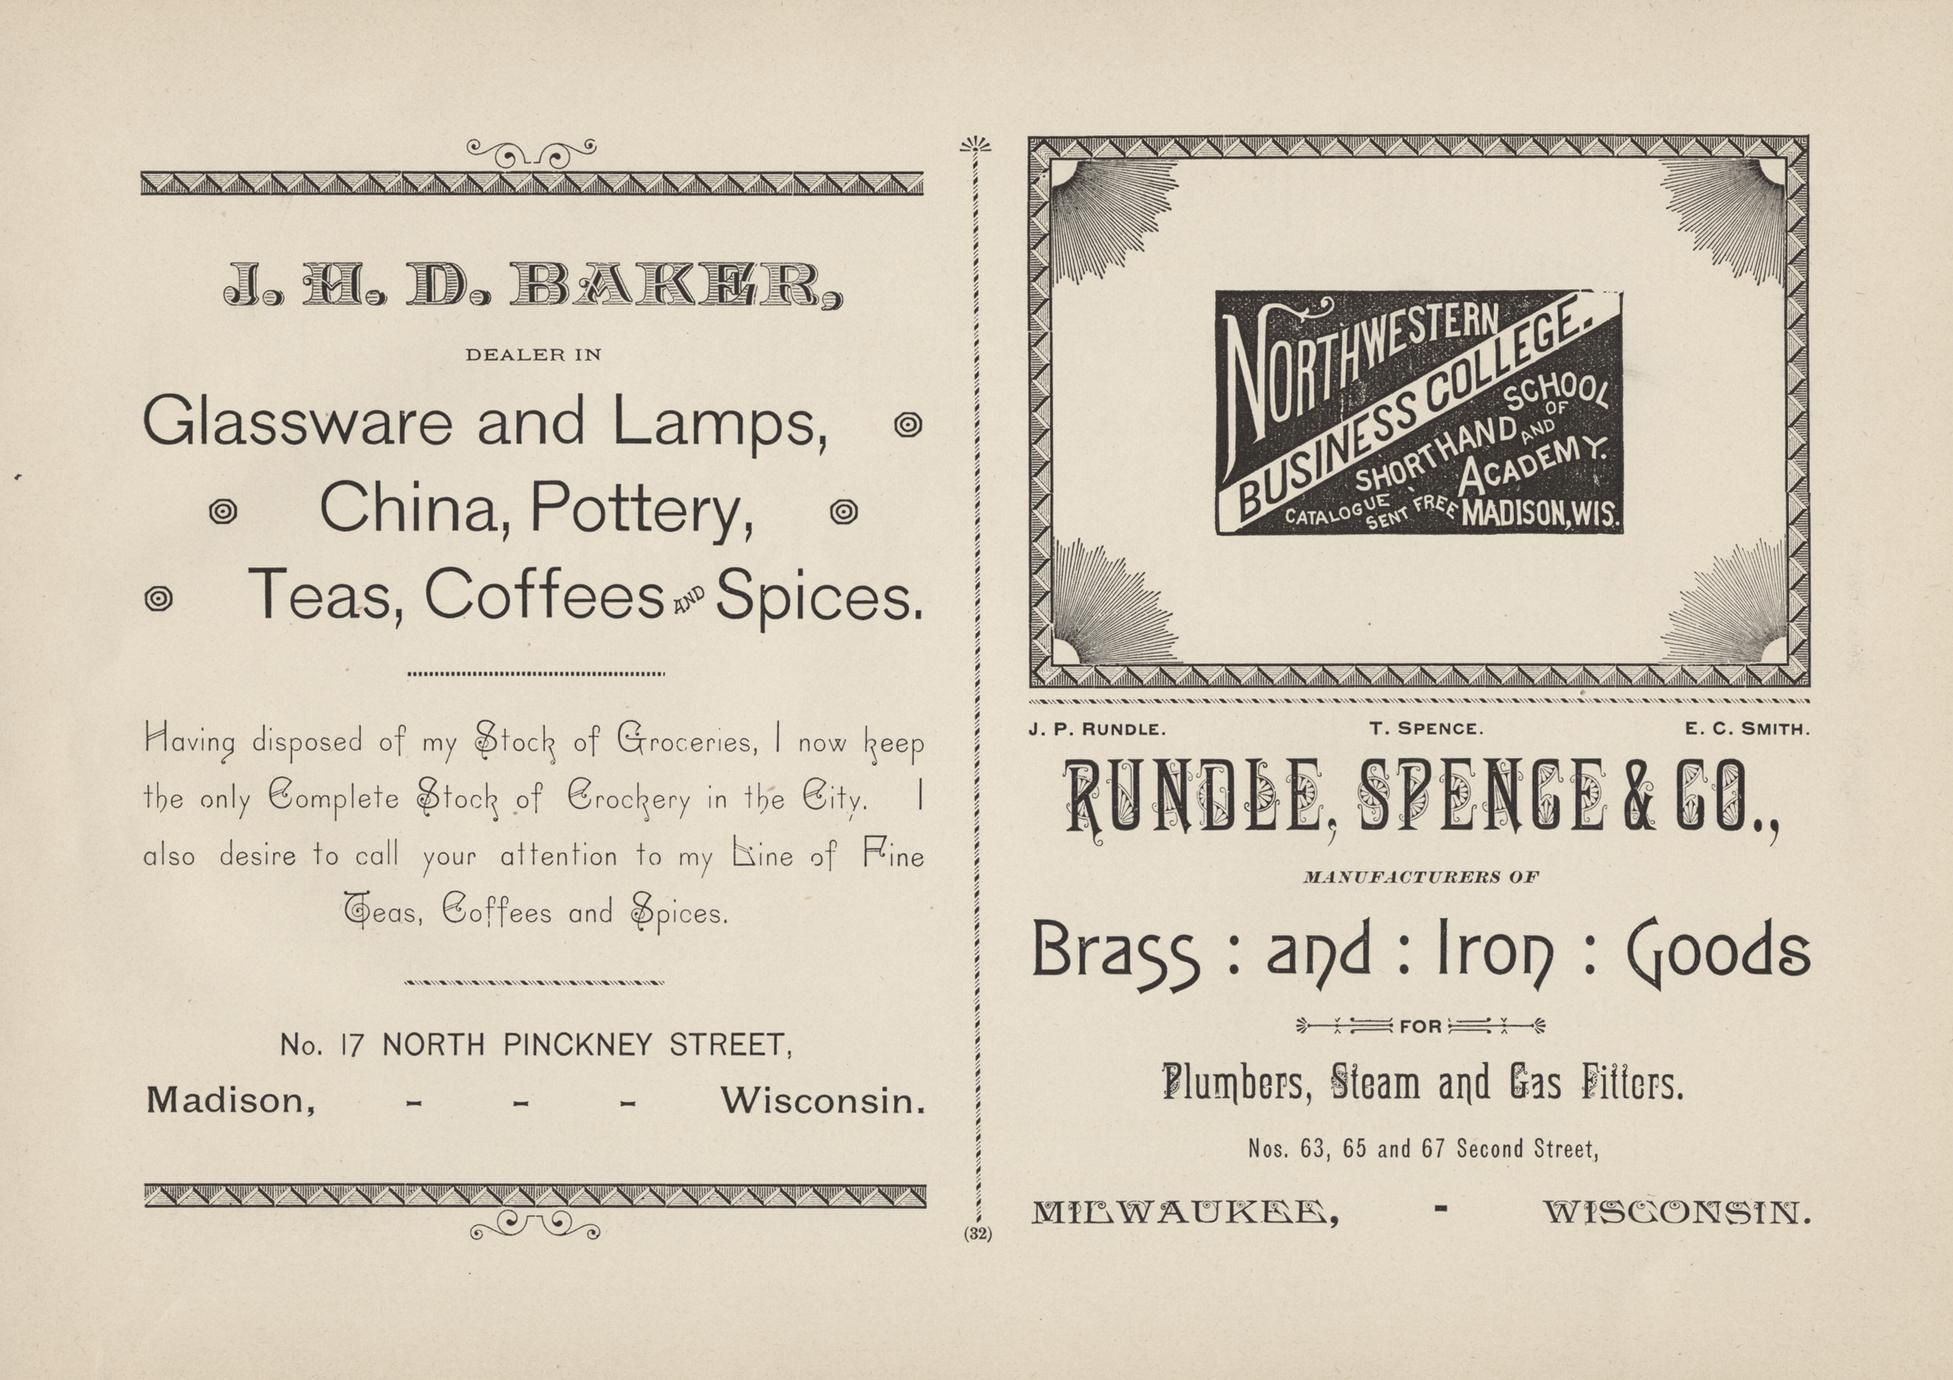 J. H. D. BAKER,
DEALER IN
Glassware and Lamps,
China, Pottery,
Teas, Coffees AND Spices.
Having disposed of my Stock of Groceries, I now keep
the only Complete Stock of Crockery in the City. I
also desire to call your attention to my Line of Fine
Teas, Coffees and Spices.
No. 17 NORTH PINCKNEY STREET,
Madison, - - - Wisconsin.
(32)
NORTHWESTERN
BUSINESS COLLEGE.
SCHOOL
OF
SHORTHAND AND
ACADEMY.
CATALOGUE SENT FREE
MADISON, WIS.
J. P. RUNDLE. T. SPENCE. E. C. SMITH.
RUNDLE, SPENCE & CO.,
MANUFACTURERS OF
Brass : and : Iron : Goods
FOR
Plumbers, Steam and Gas Fitters.
Nos. 63, 65 and 67 Second Street,
MILWAUKEE, - WISCONSIN.